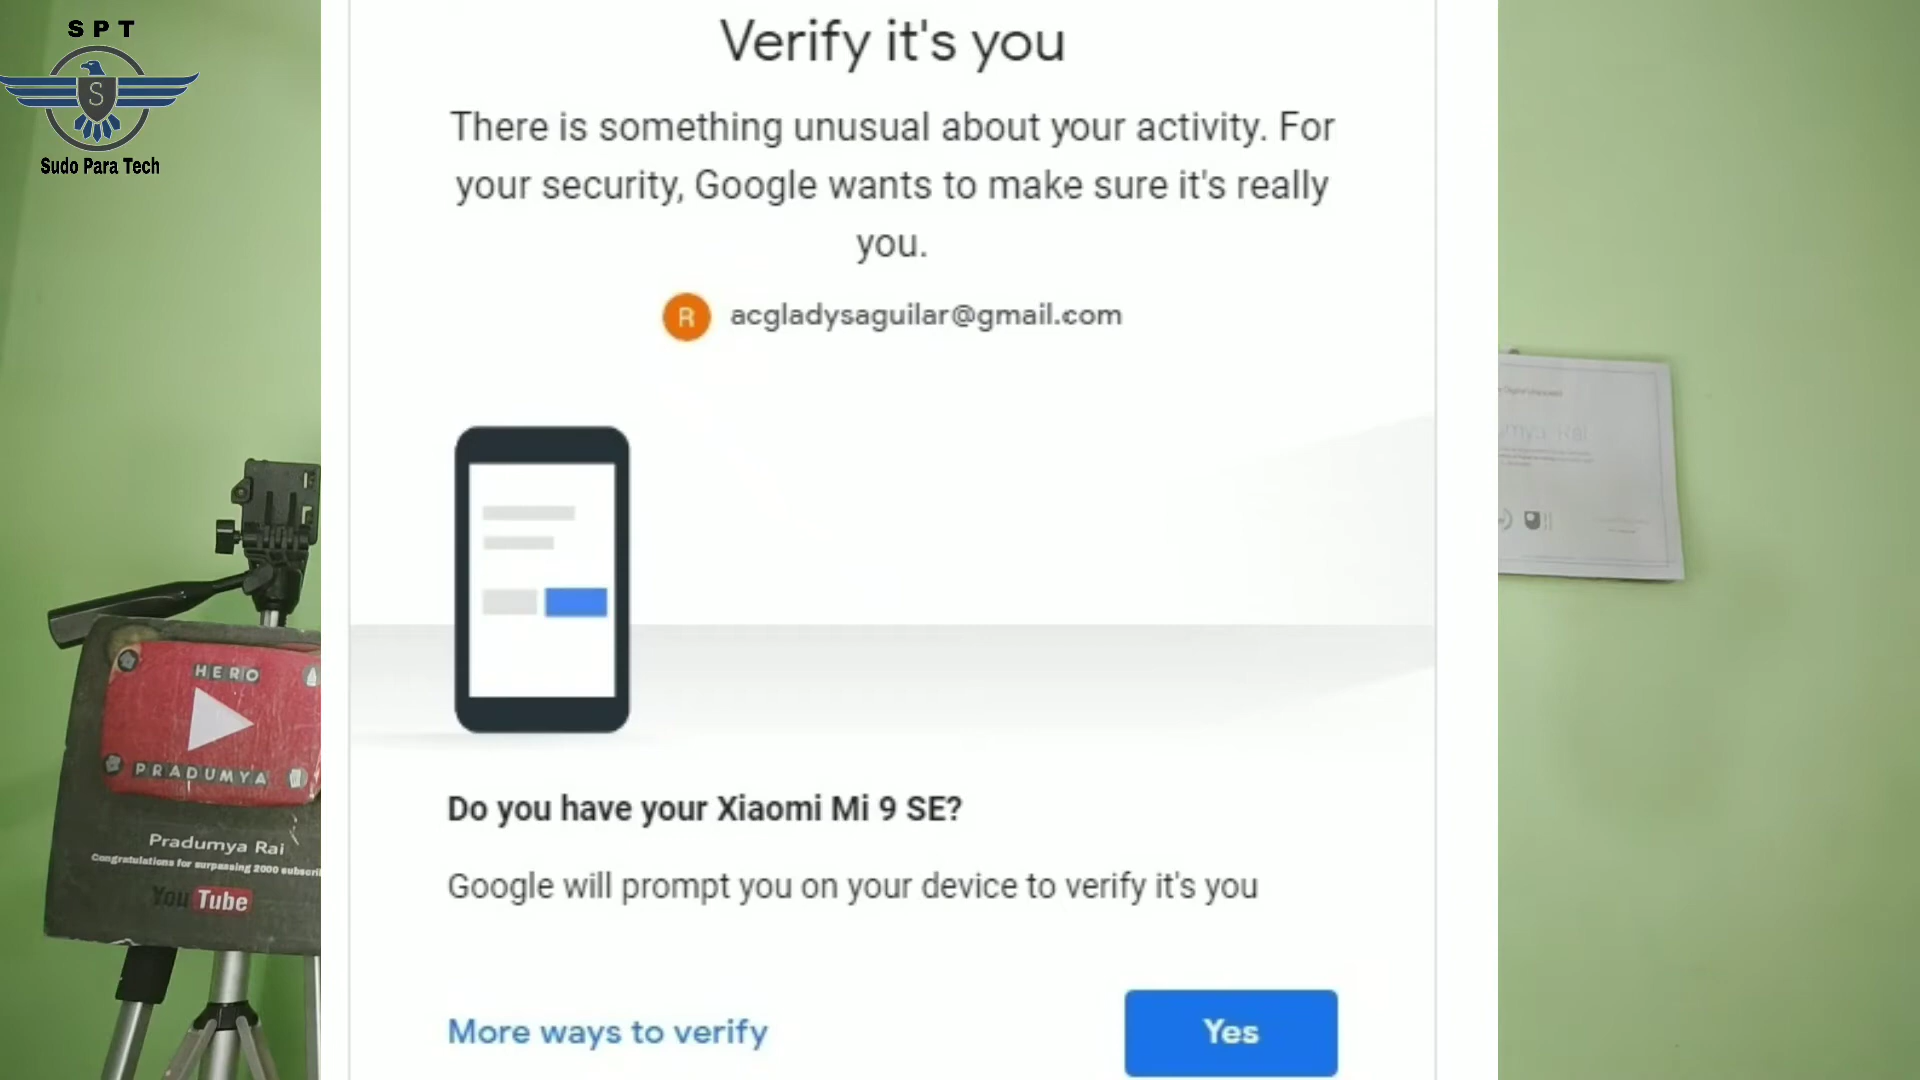 SPT
S
Sudo Para Tech
Verify it's you
There is something unusual about your activity. For
your security, Google wants to make sure it's really
you.
R
acgladysaguilar@gmail.com
Do you have your Xiaomi Mi 9 SE?
Google will prompt you on your device to verify it's you
More ways to verify
Yes
HERO
PRADUMYA
Pradumya Rai
Congratulations for surpassing 2000
YouTube
Rai